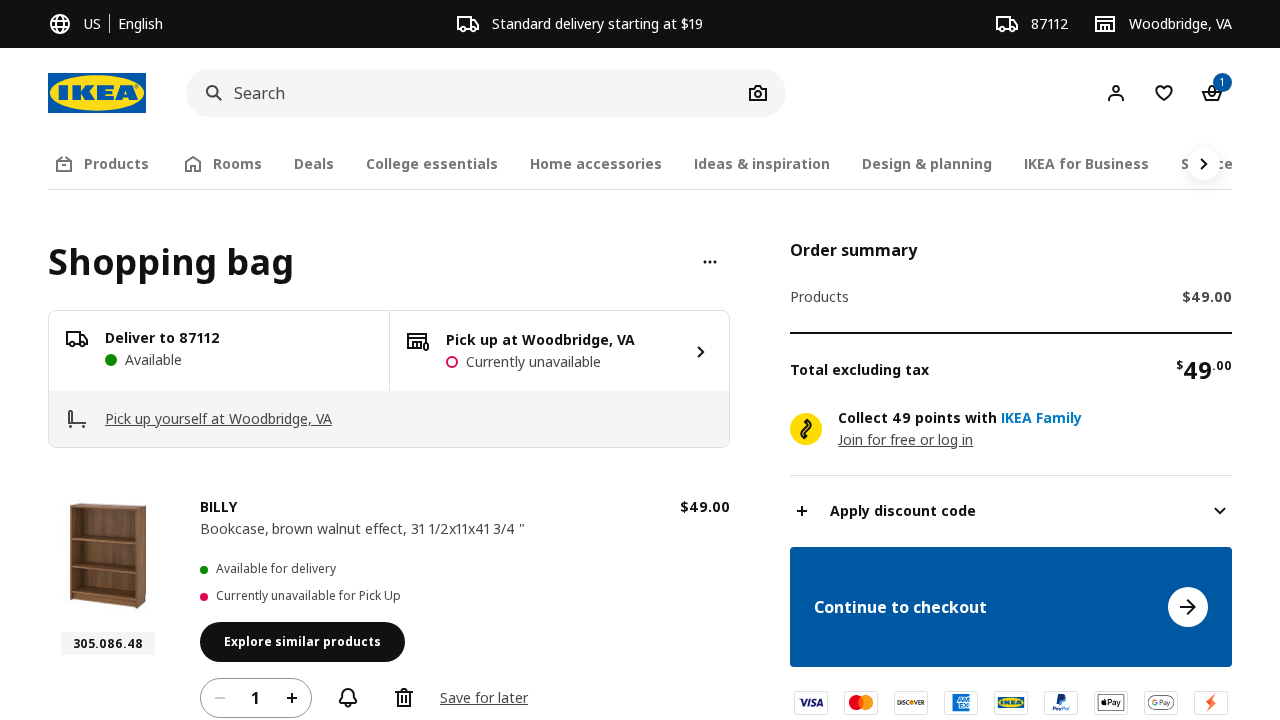 US English
Standard delivery starting at $19
87112
Woodbridge, VA
IKEA
Search
1
Products
Rooms
Deals
College essentials
Home accessories
Ideas & inspiration
Design & planning
IKEA for Business
Shopping bag
Deliver to 87112
Available
Pick up at Woodbridge, VA
Currently unavailable
Pick up yourself at Woodbridge, VA
BILLY
$49.00
Bookcase, brown walnut effect, 31 1/2x11x41 3/4 "
Available for delivery
Currently unavailable for Pick Up
305.086.48
Explore similar products
1
Save for later
Order summary
Products
$49.00
Total excluding tax
$49.00
Collect 49 points with IKEA Family
Join for free or log in
Apply discount code
Continue to checkout
VISA
DISCOVER
AMEX
IKEA
PayPal
Pay
G Pay